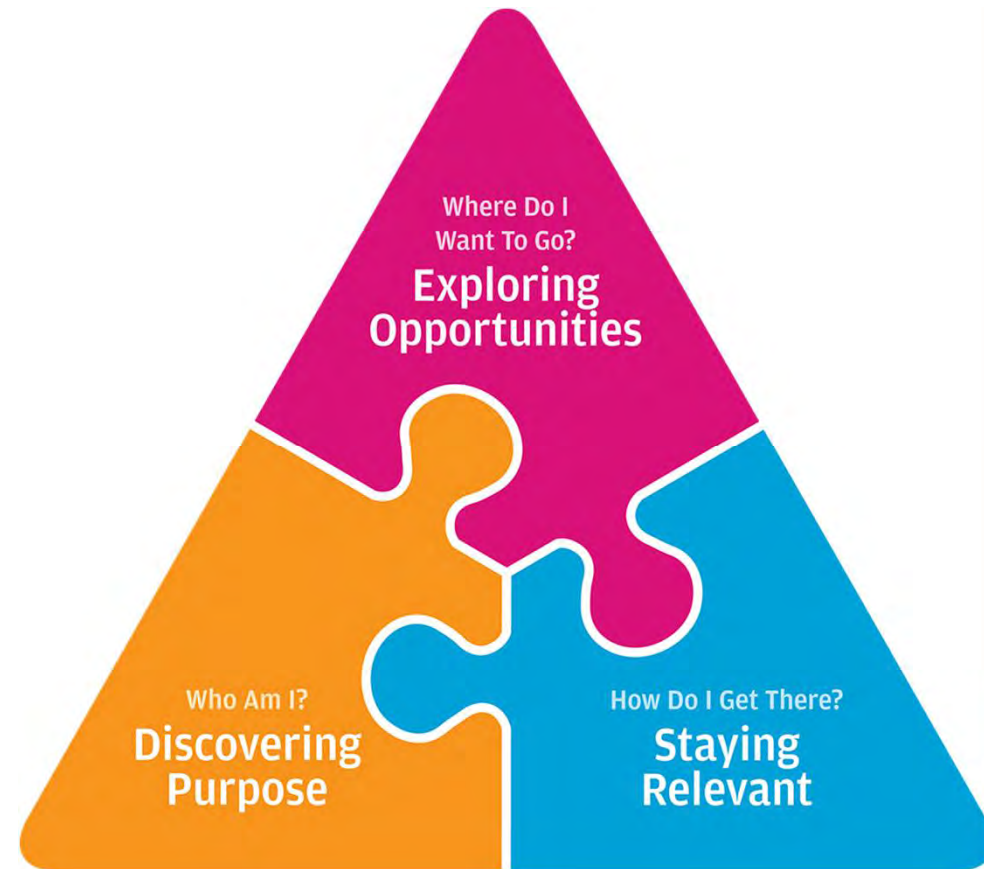 Where Do I
Want To Go?
Exploring
Opportunities
Who Am I?
Discovering
Purpose
How Do I Get There?
Staying
Relevant